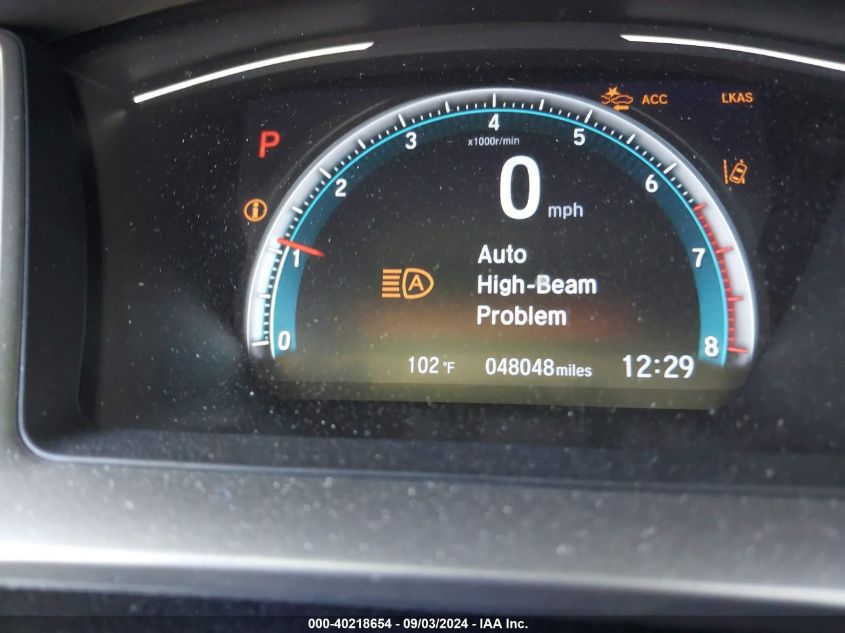 ACC
LKAS
P
0
1
2
3
4
5
6
7
8
x1000r/min
0 mph
i
Auto
High-Beam
Problem
A
102 °F
048048 miles
12:29
000-40218654 - 09/03/2024 - IAA Inc.